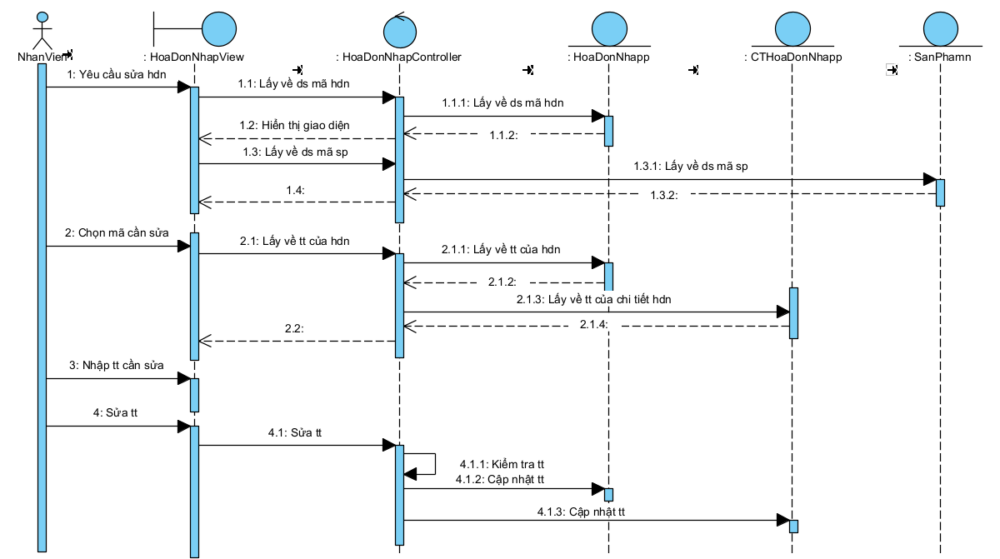 NhanVien
: HoaDonNhapView
: HoaDonNhapController
: HoaDonNhapp
: CTHoaDonNhapp
: SanPhamn
1: Yêu cầu sửa hdn
1.1: Lấy về ds mã hdn
1.1.1: Lấy về ds mã hdn
1.1.2:
1.2: Hiển thị giao diện
1.3: Lấy về ds mã sp
1.3.1: Lấy về ds mã sp
1.3.2:
1.4:
2: Chọn mã cần sửa
2.1: Lấy về tt của hdn
2.1.1: Lấy về tt của hdn
2.1.2:
2.1.3: Lấy về tt của chi tiết hdn
2.1.4:
2.2:
3: Nhập tt cần sửa
4: Sửa tt
4.1: Sửa tt
4.1.1: Kiểm tra tt
4.1.2: Cập nhật tt
4.1.3: Cập nhật tt